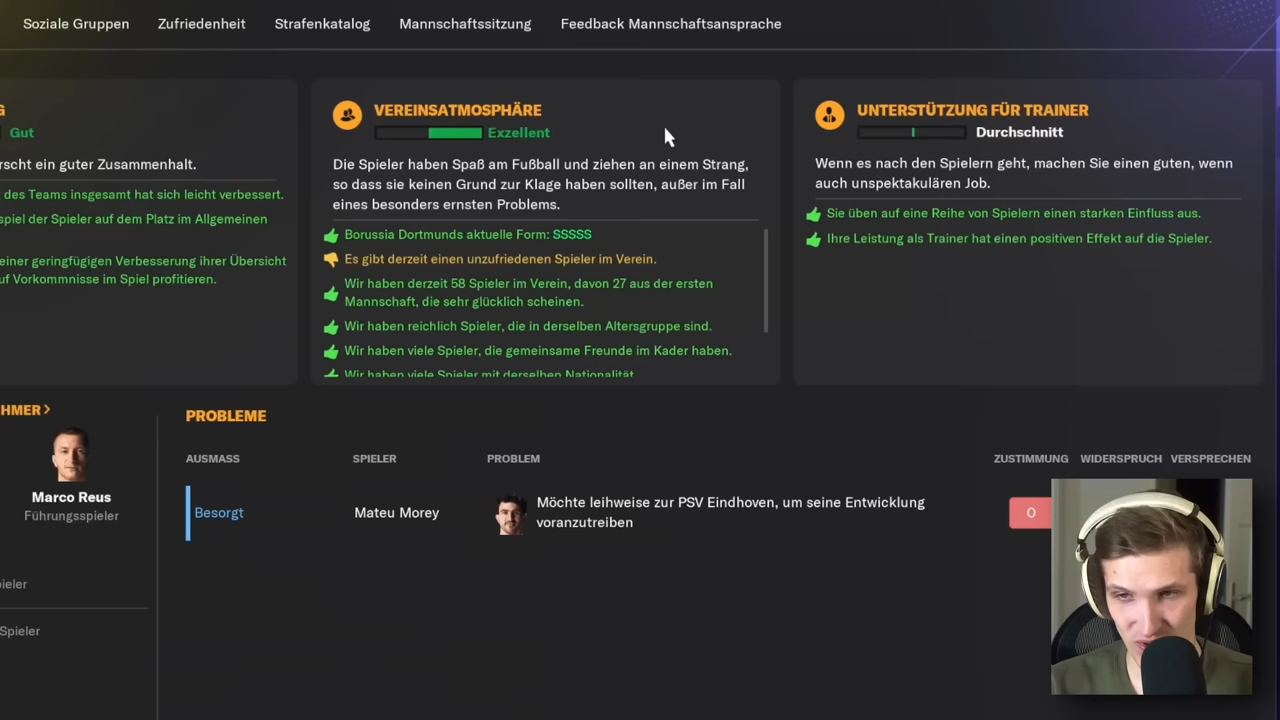 Soziale Gruppen Zufriedenheit Strafenkatalog Mannschaftssitzung Feedback Mannschaftsansprache
G
Gut
rscht ein guter Zusammenhalt.
des Teams insgesamt hat sich leicht verbessert.
spiel der Spieler auf dem Platz im Allgemeinen
einer geringfügigen Verbesserung ihrer Übersicht
uf Vorkommnisse im Spiel profitieren.
VEREINSATMOSPHÄRE
Exzellent
Die Spieler haben Spaß am Fußball und ziehen an einem Strang,
so dass sie keinen Grund zur Klage haben sollten, außer im Fall
eines besonders ernsten Problems.
Borussia Dortmunds aktuelle Form: SSSSS
Es gibt derzeit einen unzufriedenen Spieler im Verein.
Wir haben derzeit 58 Spieler im Verein, davon 27 aus der ersten
Mannschaft, die sehr glücklich scheinen.
Wir haben reichlich Spieler, die in derselben Altersgruppe sind.
Wir haben viele Spieler, die gemeinsame Freunde im Kader haben.
Wir haben viele Spieler mit derselben Nationalität
UNTERSTÜTZUNG FÜR TRAINER
Durchschnitt
Wenn es nach den Spielern geht, machen Sie einen guten, wenn
auch unspektakulären Job.
Sie üben auf eine Reihe von Spielern einen starken Einfluss aus.
Ihre Leistung als Trainer hat einen positiven Effekt auf die Spieler.
HMER >
Marco Reus
Führungsspieler
ieler
Spieler
PROBLEME
AUSMASS SPIELER PROBLEM ZUSTIMMUNG WIDERSPRUCH VERSPRECHEN
Besorgt Mateu Morey Möchte leihweise zur PSV Eindhoven, um seine Entwicklung
voranzutreiben
0